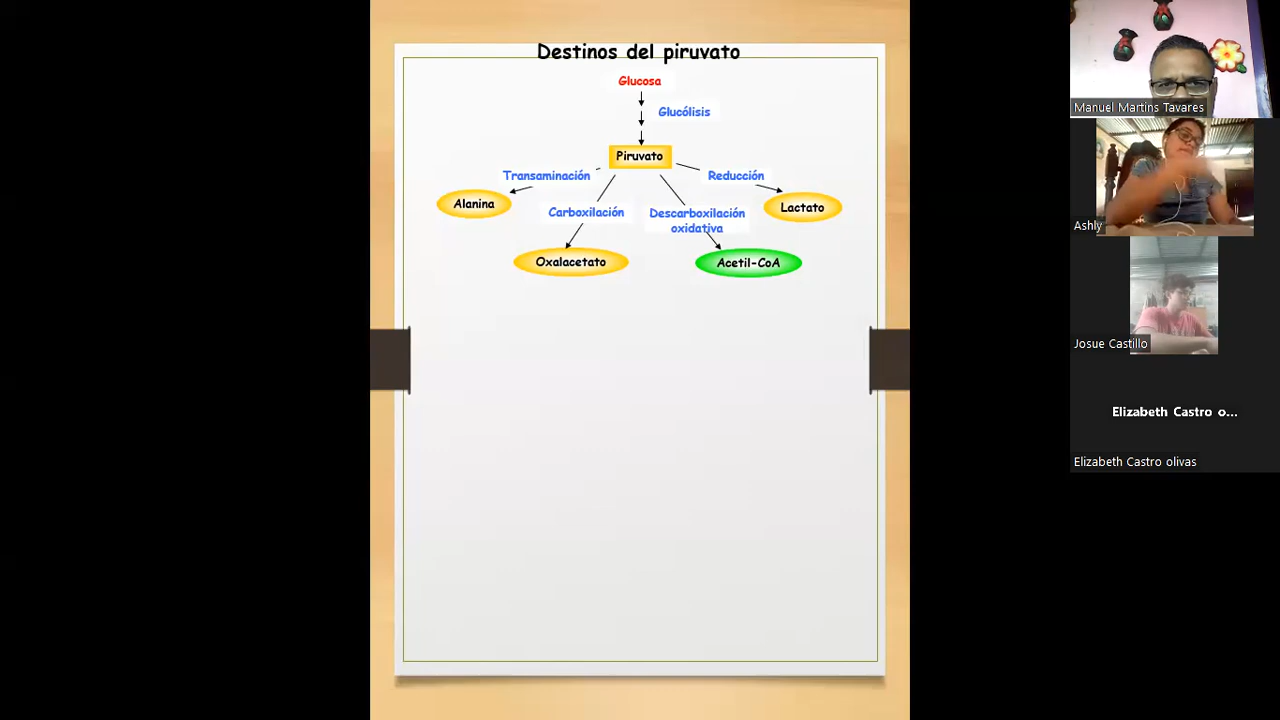 Destinos del piruvato
Glucosa
Glucólisis
Piruvato
Transaminación
Reducción
Alanina
Carboxilación
Descarboxilación
oxidativa
Lactato
Oxalacetato
Acetil-CoA
Manuel Martins Tavares
Ashly
Josue Castillo
Elizabeth Castro o...
Elizabeth Castro olivas